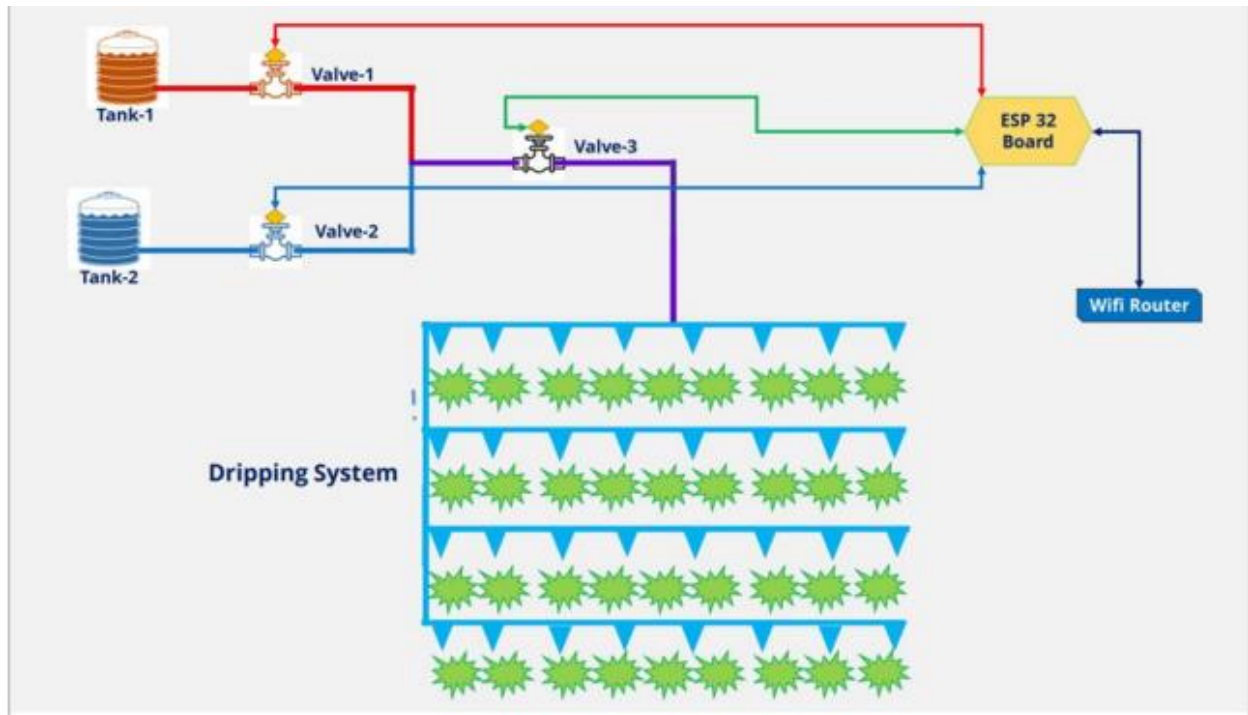 Tank-1
Valve-1
Valve-3
ESP 32
Board
Tank-2
Valve-2
Wifi Router
Dripping System